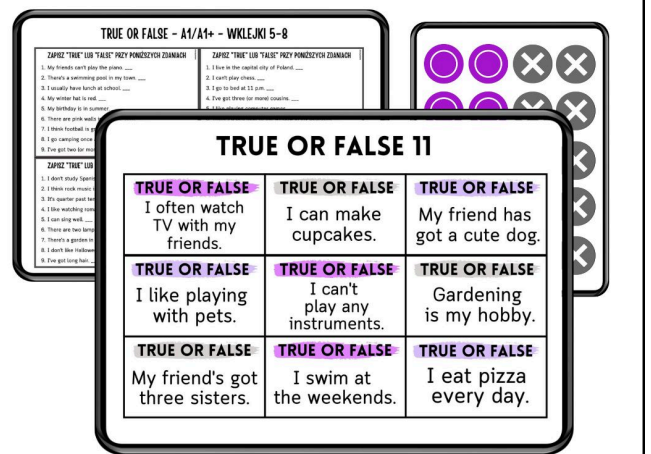 TRUE OR FALSE - A1/A1+ - WKLEJKI 5-8
ZAPISZ "TRUE" LUB "FALSE" PRZY PONIŻSZYCH ZDANIACH
1. My friends can't play the piano. ___
2. There's a swimming pool in my town. ___
3. I usually have lunch at school. ___
4. My winter hat is red. ___
5. My birthday is in summer.
6. There are pink walls
7. I think football is
8. I go camping once
9. I've got two (or
ZAPISZ "TRUE" LUB "FALSE" PRZY PONIŻSZYCH ZDANIACH
1. I live in the capital city of Poland. ___
2. I can't play chess. ___
3. I go to bed at 11 p.m. ___
4. I've got three (or more) cousins. ___
ZAPISZ "TRUE" LUB
1. I don't study
2. I think rock music
3. It's quarter past
4. I like watching
5. I can sing well. ___
6. There are two
7. There's a garden in
8. I don't like
9. I've got long hair.
TRUE OR FALSE 11
TRUE OR FALSE
I often watch
TV with my
friends.
TRUE OR FALSE
I can make
cupcakes.
TRUE OR FALSE
My friend has
got a cute dog.
TRUE OR FALSE
I like playing
with pets.
TRUE OR FALSE
I can't
play any
instruments.
TRUE OR FALSE
Gardening
is my hobby.
TRUE OR FALSE
My friend's got
three sisters.
TRUE OR FALSE
I swim at
the weekends.
TRUE OR FALSE
I eat pizza
every day.